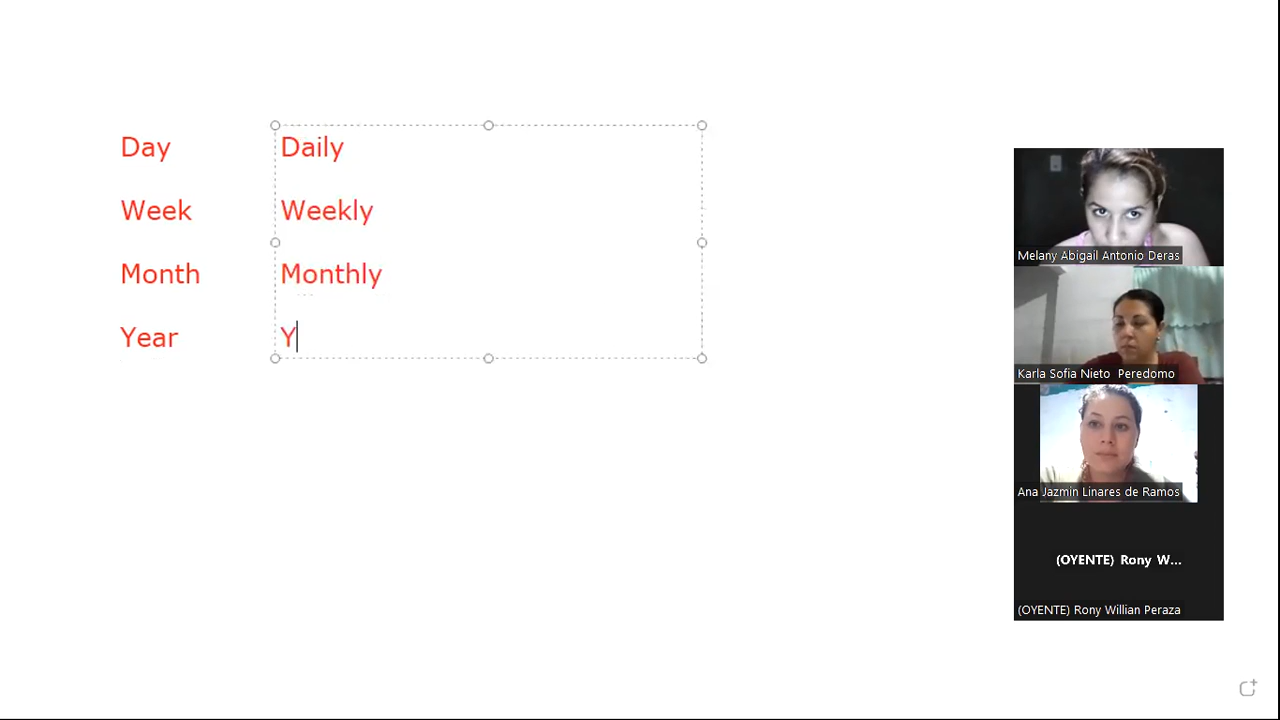 Day Daily
Week Weekly
Month Monthly
Year Y
Melany Abigail Antonio Deras
Karla Sofia Nieto Peredomo
Ana Jazmin Linares de Ramos
(OYENTE) Rony W...
(OYENTE) Rony Willian Peraza